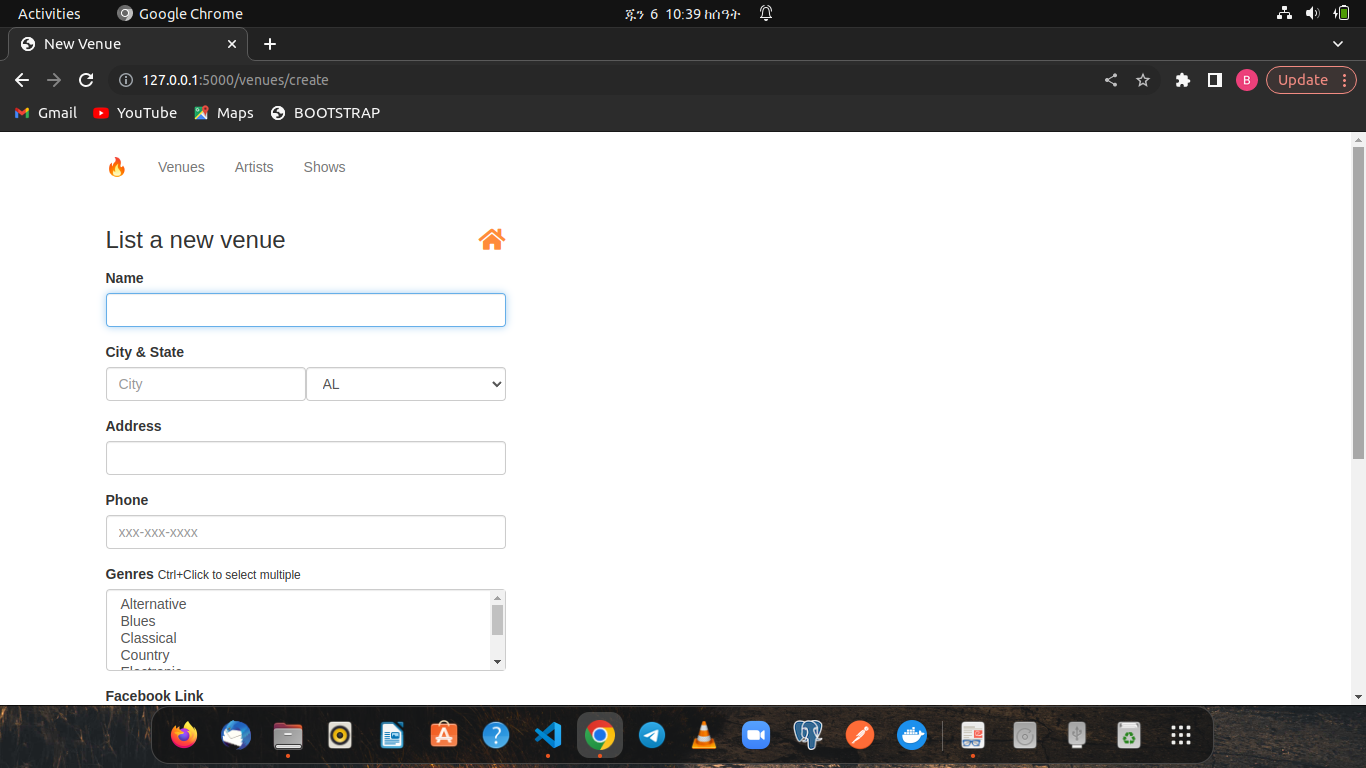 Activities Google Chrome ጁን 6 10:39 ከሰዓት
New Venue
127.0.0.1:5000/venues/create B Update
Gmail YouTube Maps BOOTSTRAP
Venues Artists Shows
List a new venue
Name
City & State
City AL
Address
Phone
xxx-xxx-xxxx
Genres Ctrl+Click to select multiple
Alternative
Blues
Classical
Country
Electronic
Facebook Link